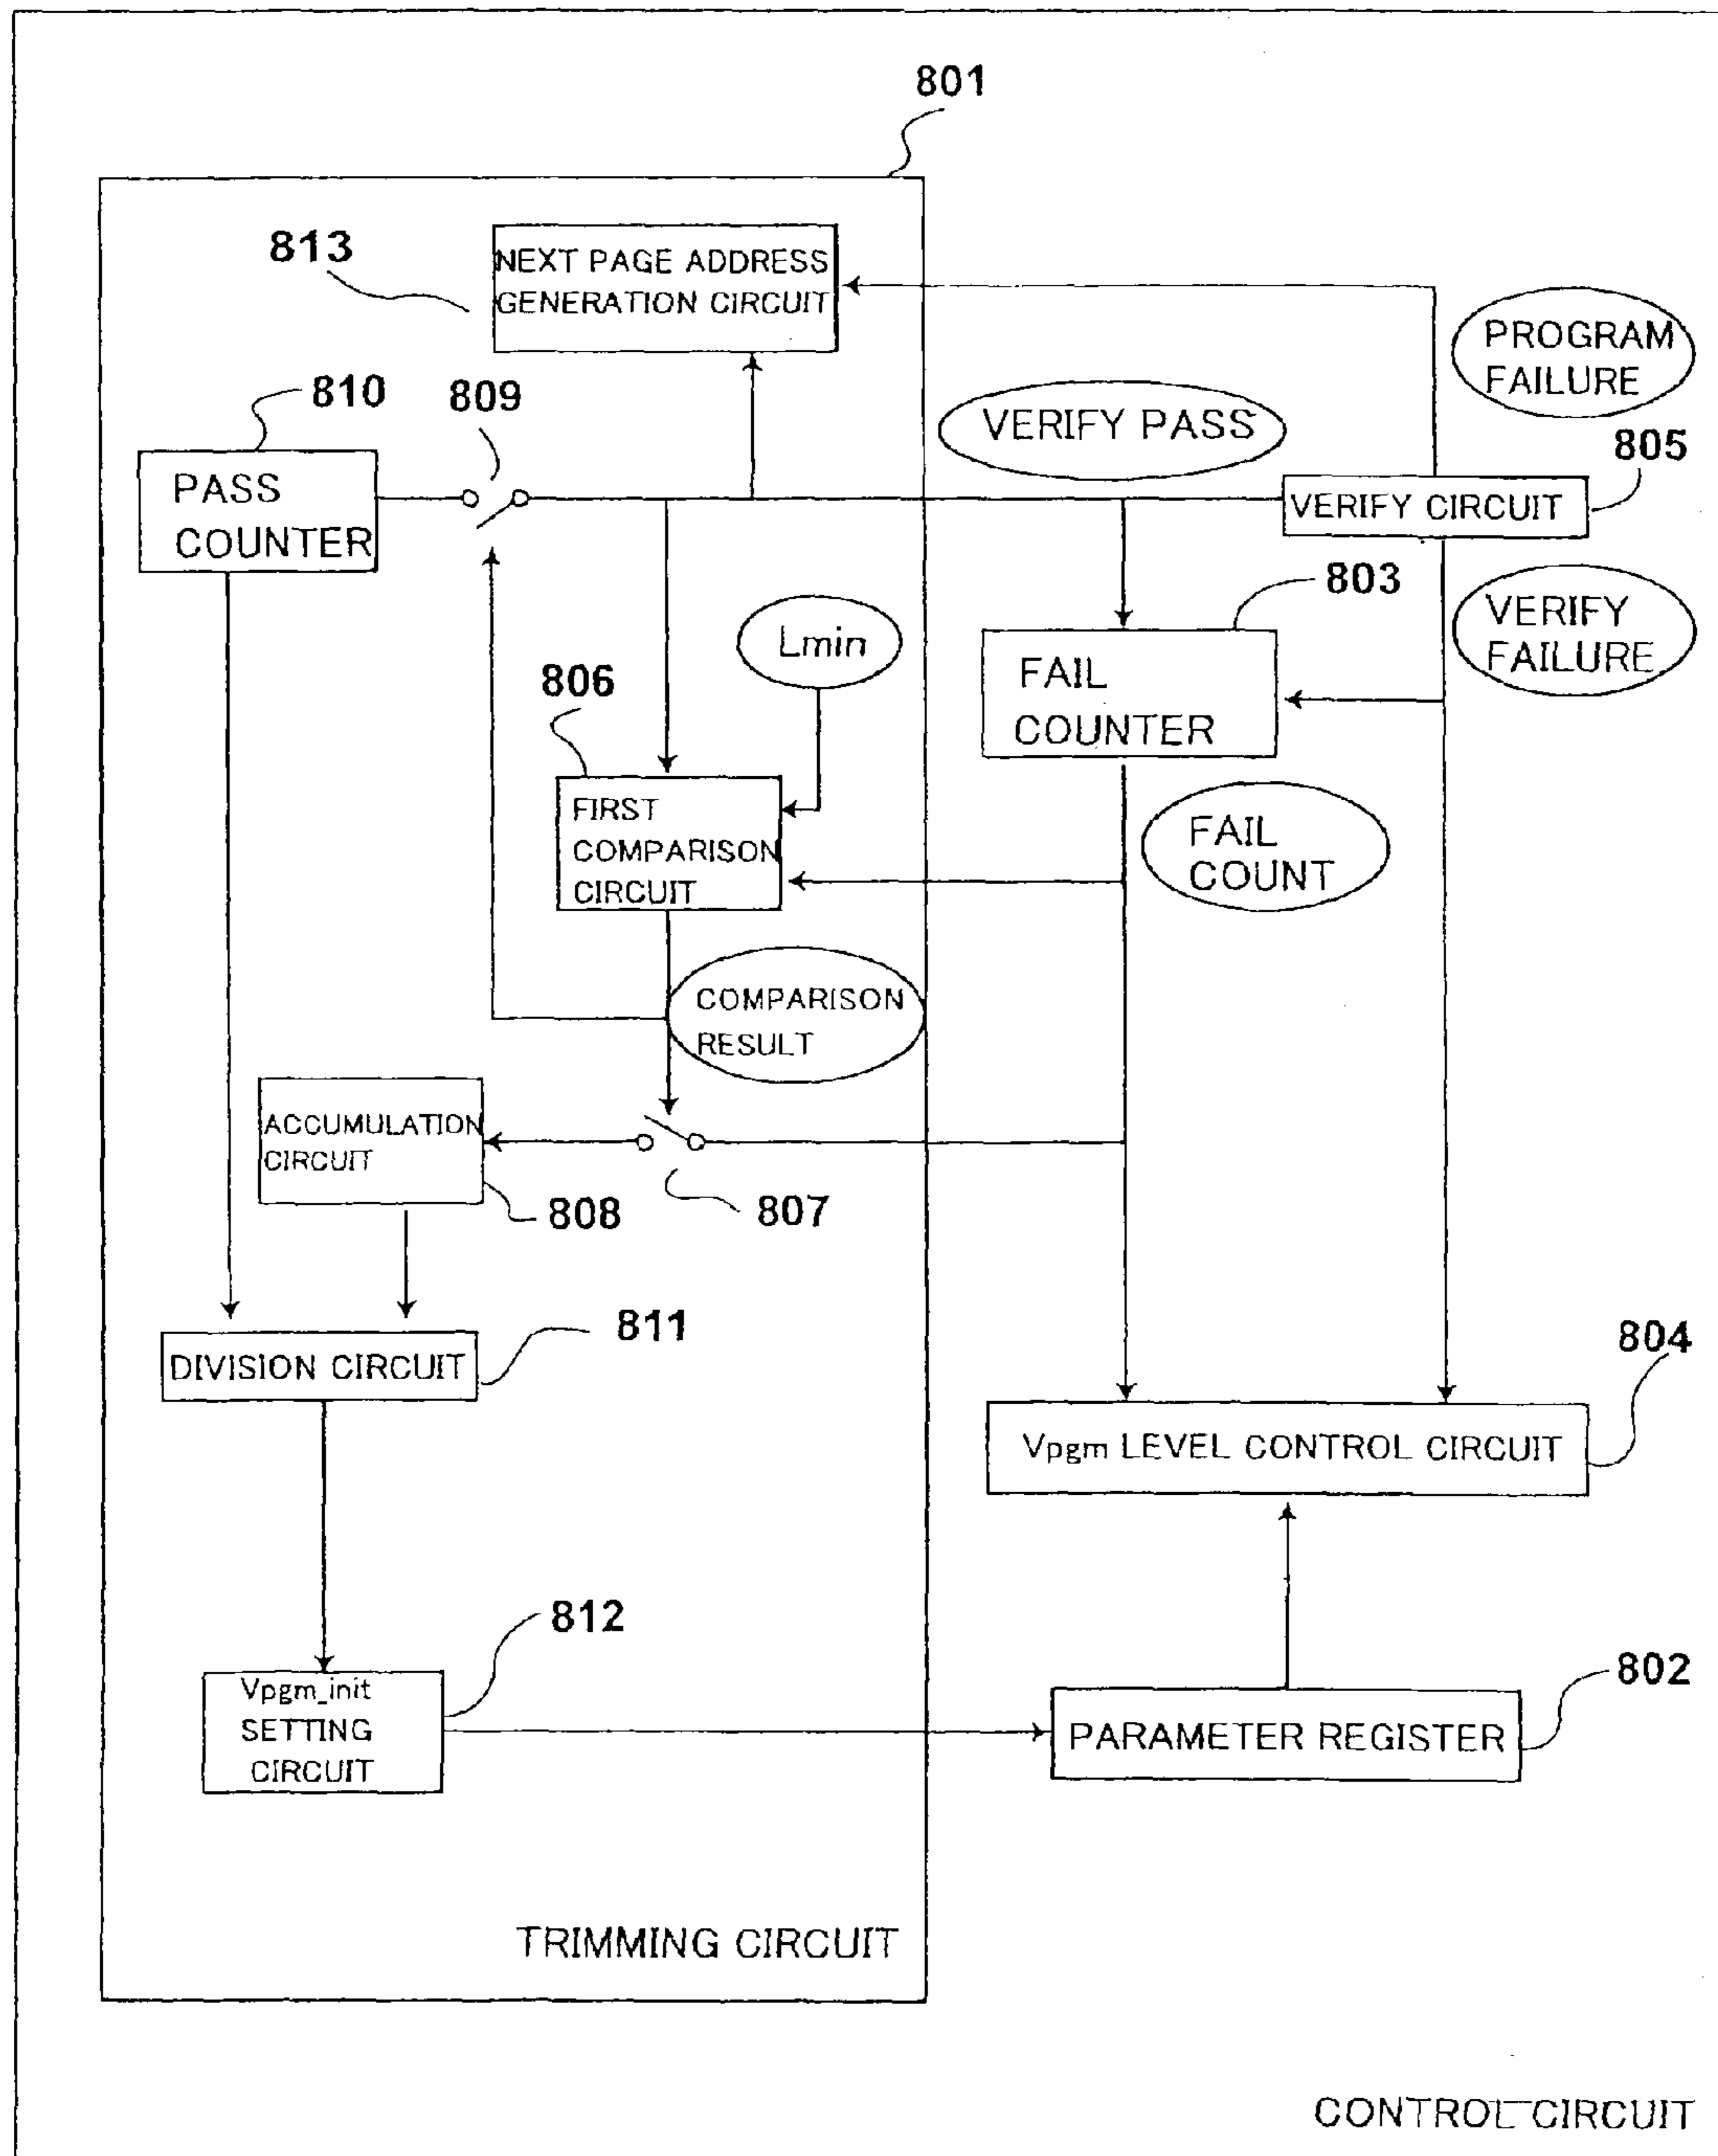 801
813
NEXT PAGE ADDRESS
GENERATION CIRCUIT
PROGRAM
FAILURE
810
809
VERIFY PASS
805
PASS
COUNTER
VERIFY CIRCUIT
803
VERIFY
FAILURE
Lmin
806
FAIL
COUNTER
FIRST
COMPARISON
CIRCUIT
FAIL
COUNT
COMPARISON
RESULT
ACCUMULATION
CIRCUIT
808
807
811
DIVISION CIRCUIT
804
Vpgm LEVEL CONTROL CIRCUIT
812
Vpgm_init
SETTING
CIRCUIT
802
PARAMETER REGISTER
TRIMMING CIRCUIT
CONTROL CIRCUIT